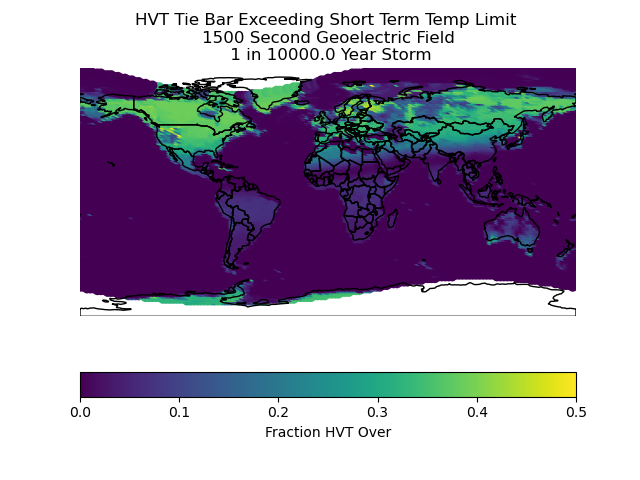 HVT Tie Bar Exceeding Short Term Temp Limit
1500 Second Geoelectric Field
1 in 10000.0 Year Storm
0.0 0.1 0.2 0.3 0.4 0.5
Fraction HVT Over